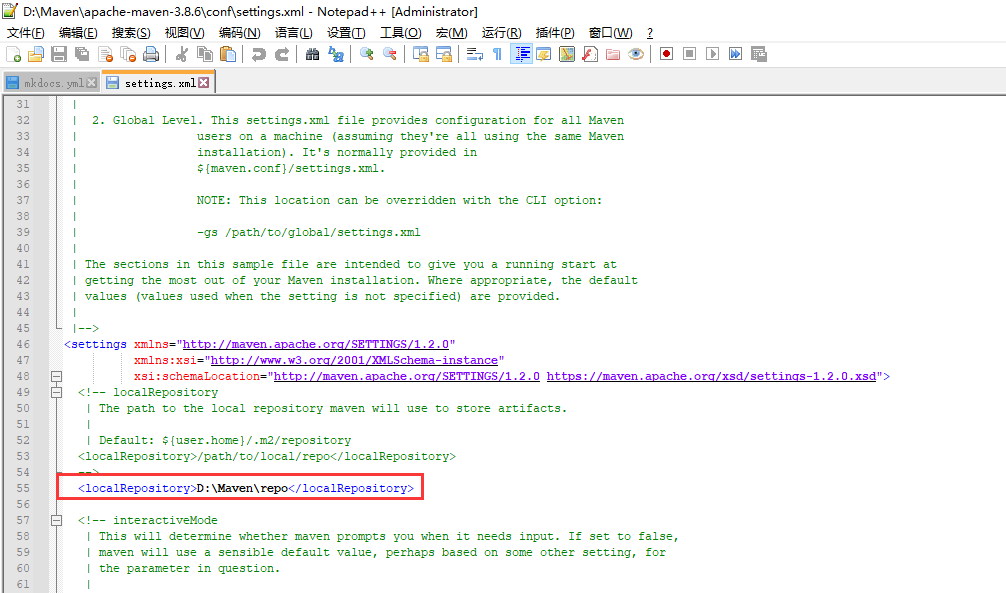 D:\Maven\apache-maven-3.8.6\conf\settings.xml - Notepad++ [Administrator]
文件(F) 编辑(E) 搜索(S) 视图(V) 编码(N) 语言(L) 设置(T) 工具(O) 宏(M) 运行(R) 插件(P) 窗口(W) ?
mkdocs.yml settings.xml
31 |
32 | 2. Global Level. This settings.xml file provides configuration for all Maven
33 | users on a machine (assuming they're all using the same Maven
34 | installation). It's normally provided in
35 | ${maven.conf}/settings.xml.
36 |
37 | NOTE: This location can be overridden with the CLI option:
38 |
39 | -gs /path/to/global/settings.xml
40 |
41 | The sections in this sample file are intended to give you a running start at
42 | getting the most out of your Maven installation. Where appropriate, the default
43 | values (values used when the setting is not specified) are provided.
44 |
45 |-->
46 <settings xmlns="http://maven.apache.org/SETTINGS/1.2.0"
47 xmlns:xsi="http://www.w3.org/2001/XMLSchema-instance"
48 xsi:schemaLocation="http://maven.apache.org/SETTINGS/1.2.0 https://maven.apache.org/xsd/settings-1.2.0.xsd">
49 <!-- localRepository
50 | The path to the local repository maven will use to store artifacts.
51 |
52 | Default: ${user.home}/.m2/repository
53 <localRepository>/path/to/local/repo</localRepository>
54 -->
55 <localRepository>D:\Maven\repo</localRepository>
56
57 <!-- interactiveMode
58 | This will determine whether maven prompts you when it needs input. If set to false,
59 | maven will use a sensible default value, perhaps based on some other setting, for
60 | the parameter in question.
61 |